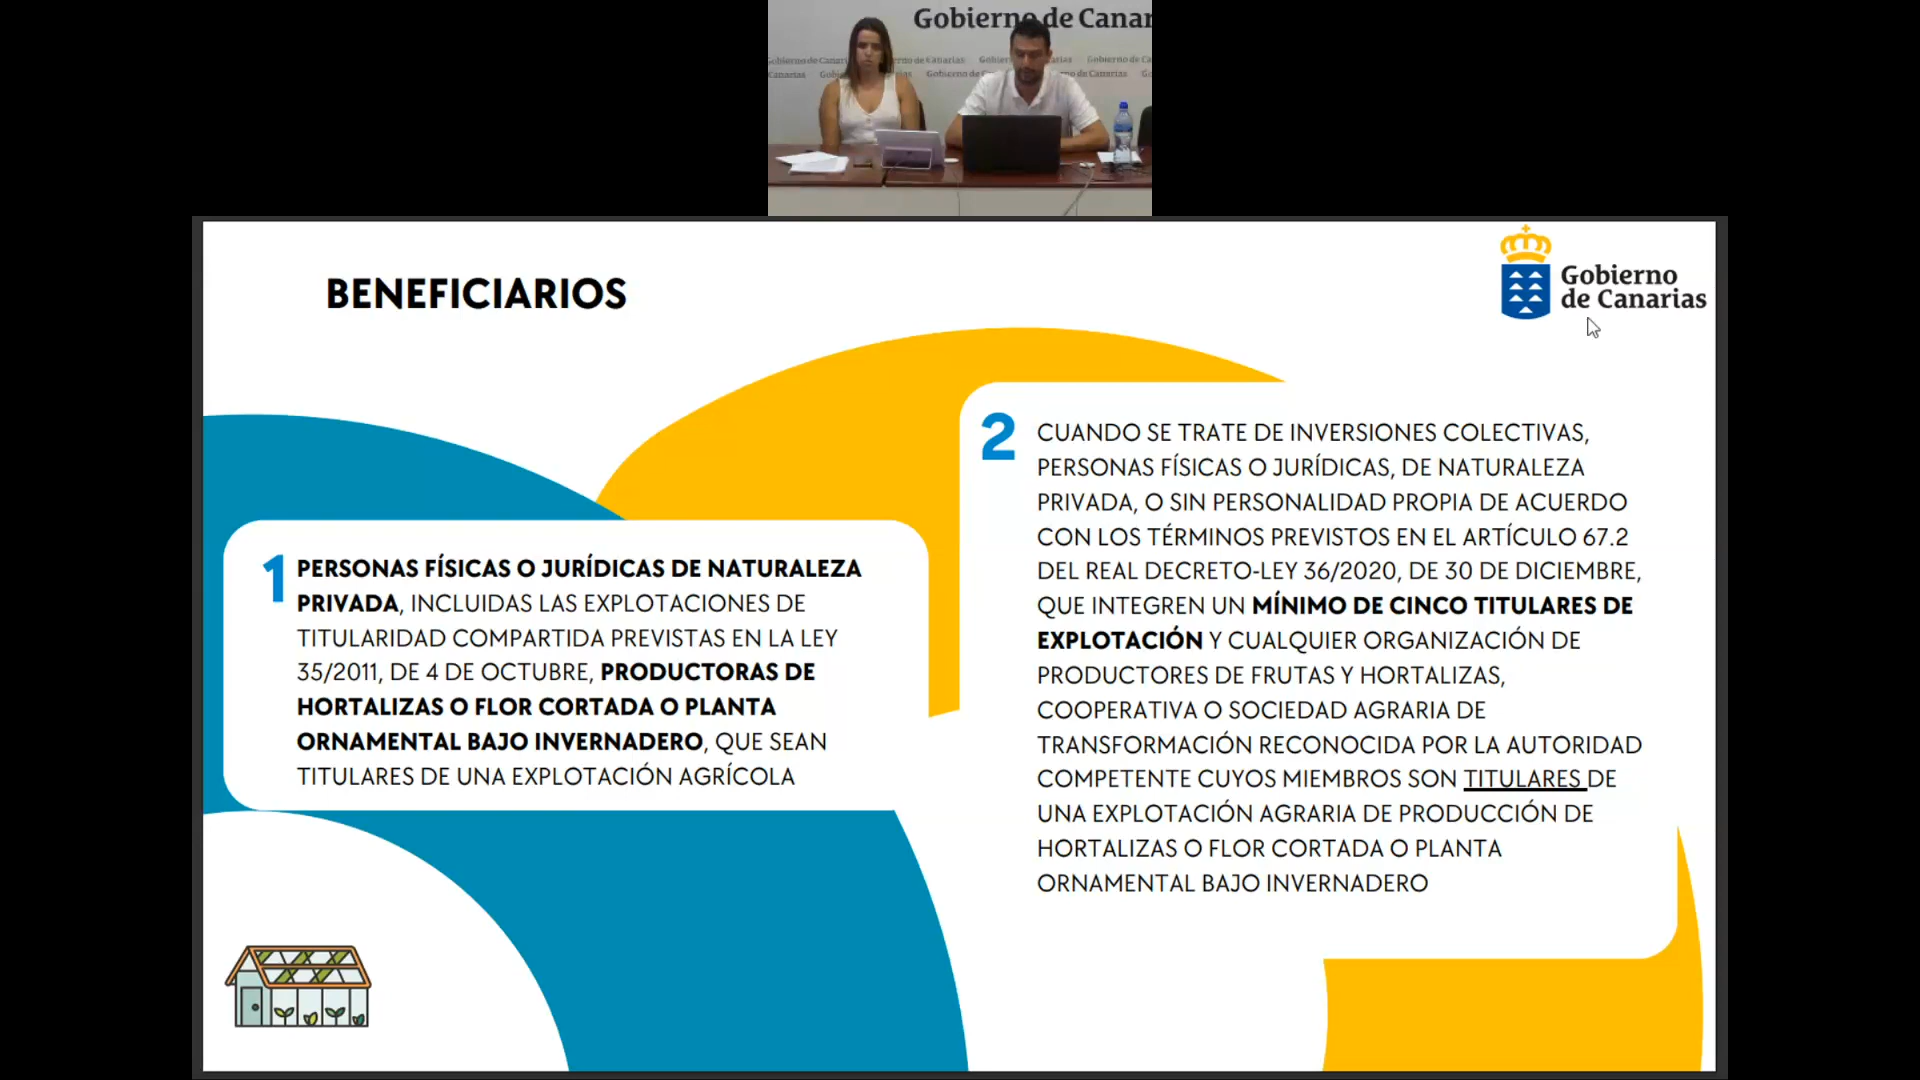 Gobierno de Canar
Gobierno de Canarias
BENEFICIARIOS
Gobierno
de Canarias
1
PERSONAS FÍSICAS O JURÍDICAS DE NATURALEZA
PRIVADA, INCLUIDAS LAS EXPLOTACIONES DE
TITULARIDAD COMPARTIDA PREVISTAS EN LA LEY
35/2011, DE 4 DE OCTUBRE, PRODUCTORAS DE
HORTALIZAS O FLOR CORTADA O PLANTA
ORNAMENTAL BAJO INVERNADERO, QUE SEAN
TITULARES DE UNA EXPLOTACIÓN AGRÍCOLA
2
CUANDO SE TRATE DE INVERSIONES COLECTIVAS,
PERSONAS FÍSICAS O JURÍDICAS, DE NATURALEZA
PRIVADA, O SIN PERSONALIDAD PROPIA DE ACUERDO
CON LOS TÉRMINOS PREVISTOS EN EL ARTÍCULO 67.2
DEL REAL DECRETO-LEY 36/2020, DE 30 DE DICIEMBRE,
QUE INTEGREN UN MÍNIMO DE CINCO TITULARES DE
EXPLOTACIÓN Y CUALQUIER ORGANIZACIÓN DE
PRODUCTORES DE FRUTAS Y HORTALIZAS,
COOPERATIVA O SOCIEDAD AGRARIA DE
TRANSFORMACIÓN RECONOCIDA POR LA AUTORIDAD
COMPETENTE CUYOS MIEMBROS SON TITULARES DE
UNA EXPLOTACIÓN AGRARIA DE PRODUCCIÓN DE
HORTALIZAS O FLOR CORTADA O PLANTA
ORNAMENTAL BAJO INVERNADERO